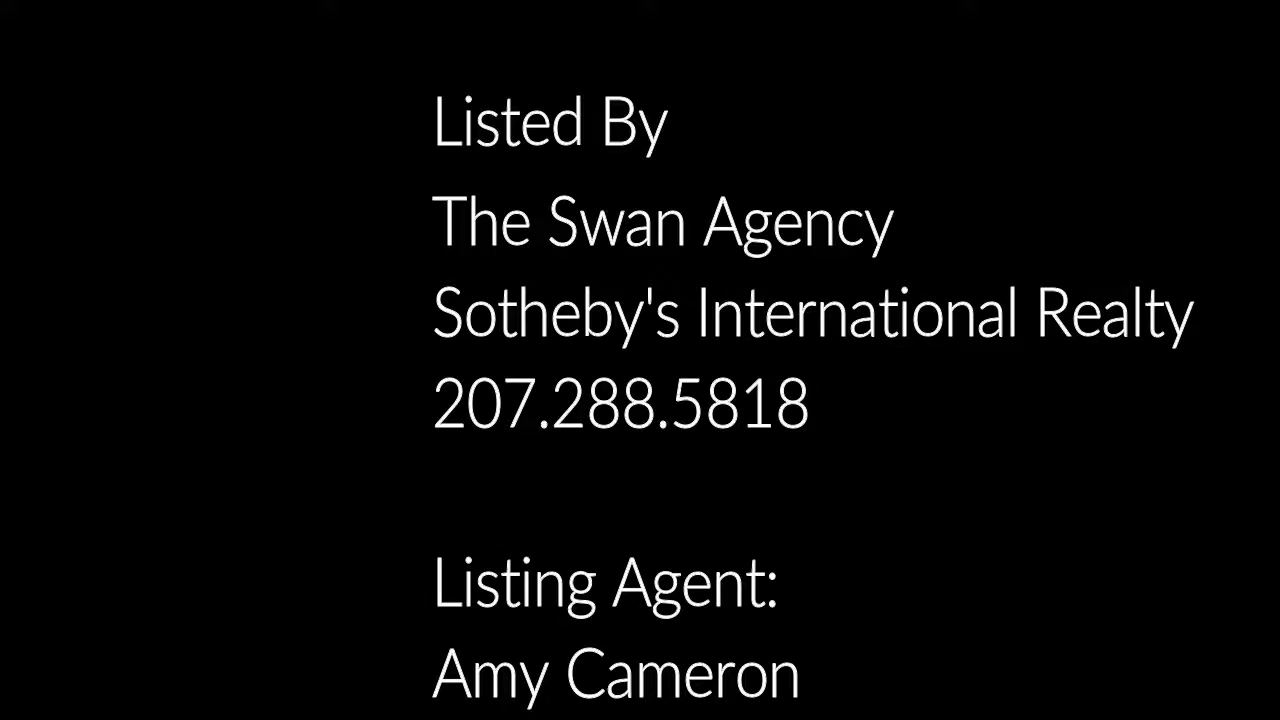 Listed By
The Swan Agency
Sotheby's International Realty
207.288.5818
Listing Agent:
Amy Cameron